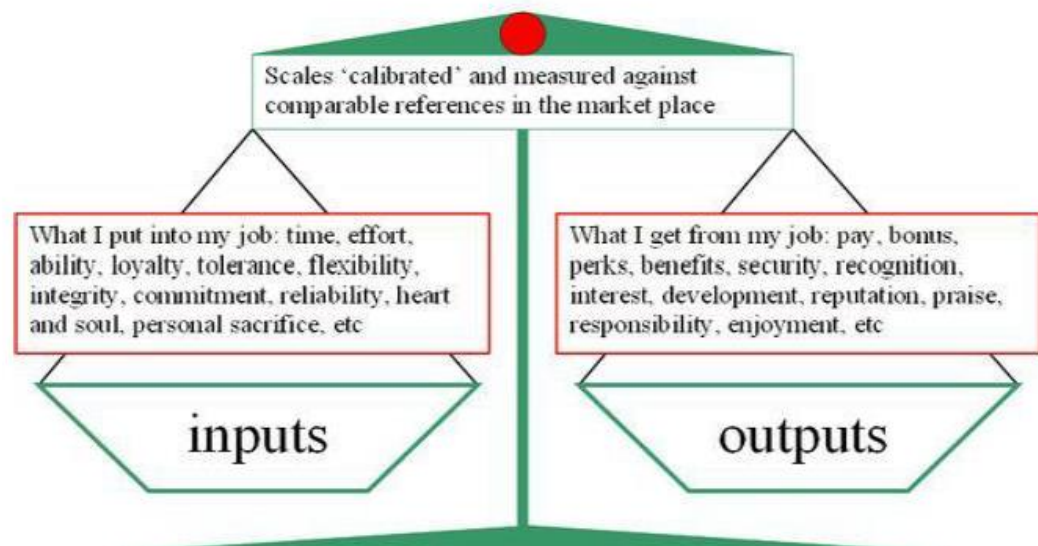 Scales ‘calibrated’ and measured against
comparable references in the market place
What I put into my job: time, effort,
ability, loyalty, tolerance, flexibility,
integrity, commitment, reliability, heart
and soul, personal sacrifice, etc
What I get from my job: pay, bonus,
perks, benefits, security, recognition,
interest, development, reputation, praise,
responsibility, enjoyment, etc
inputs
outputs